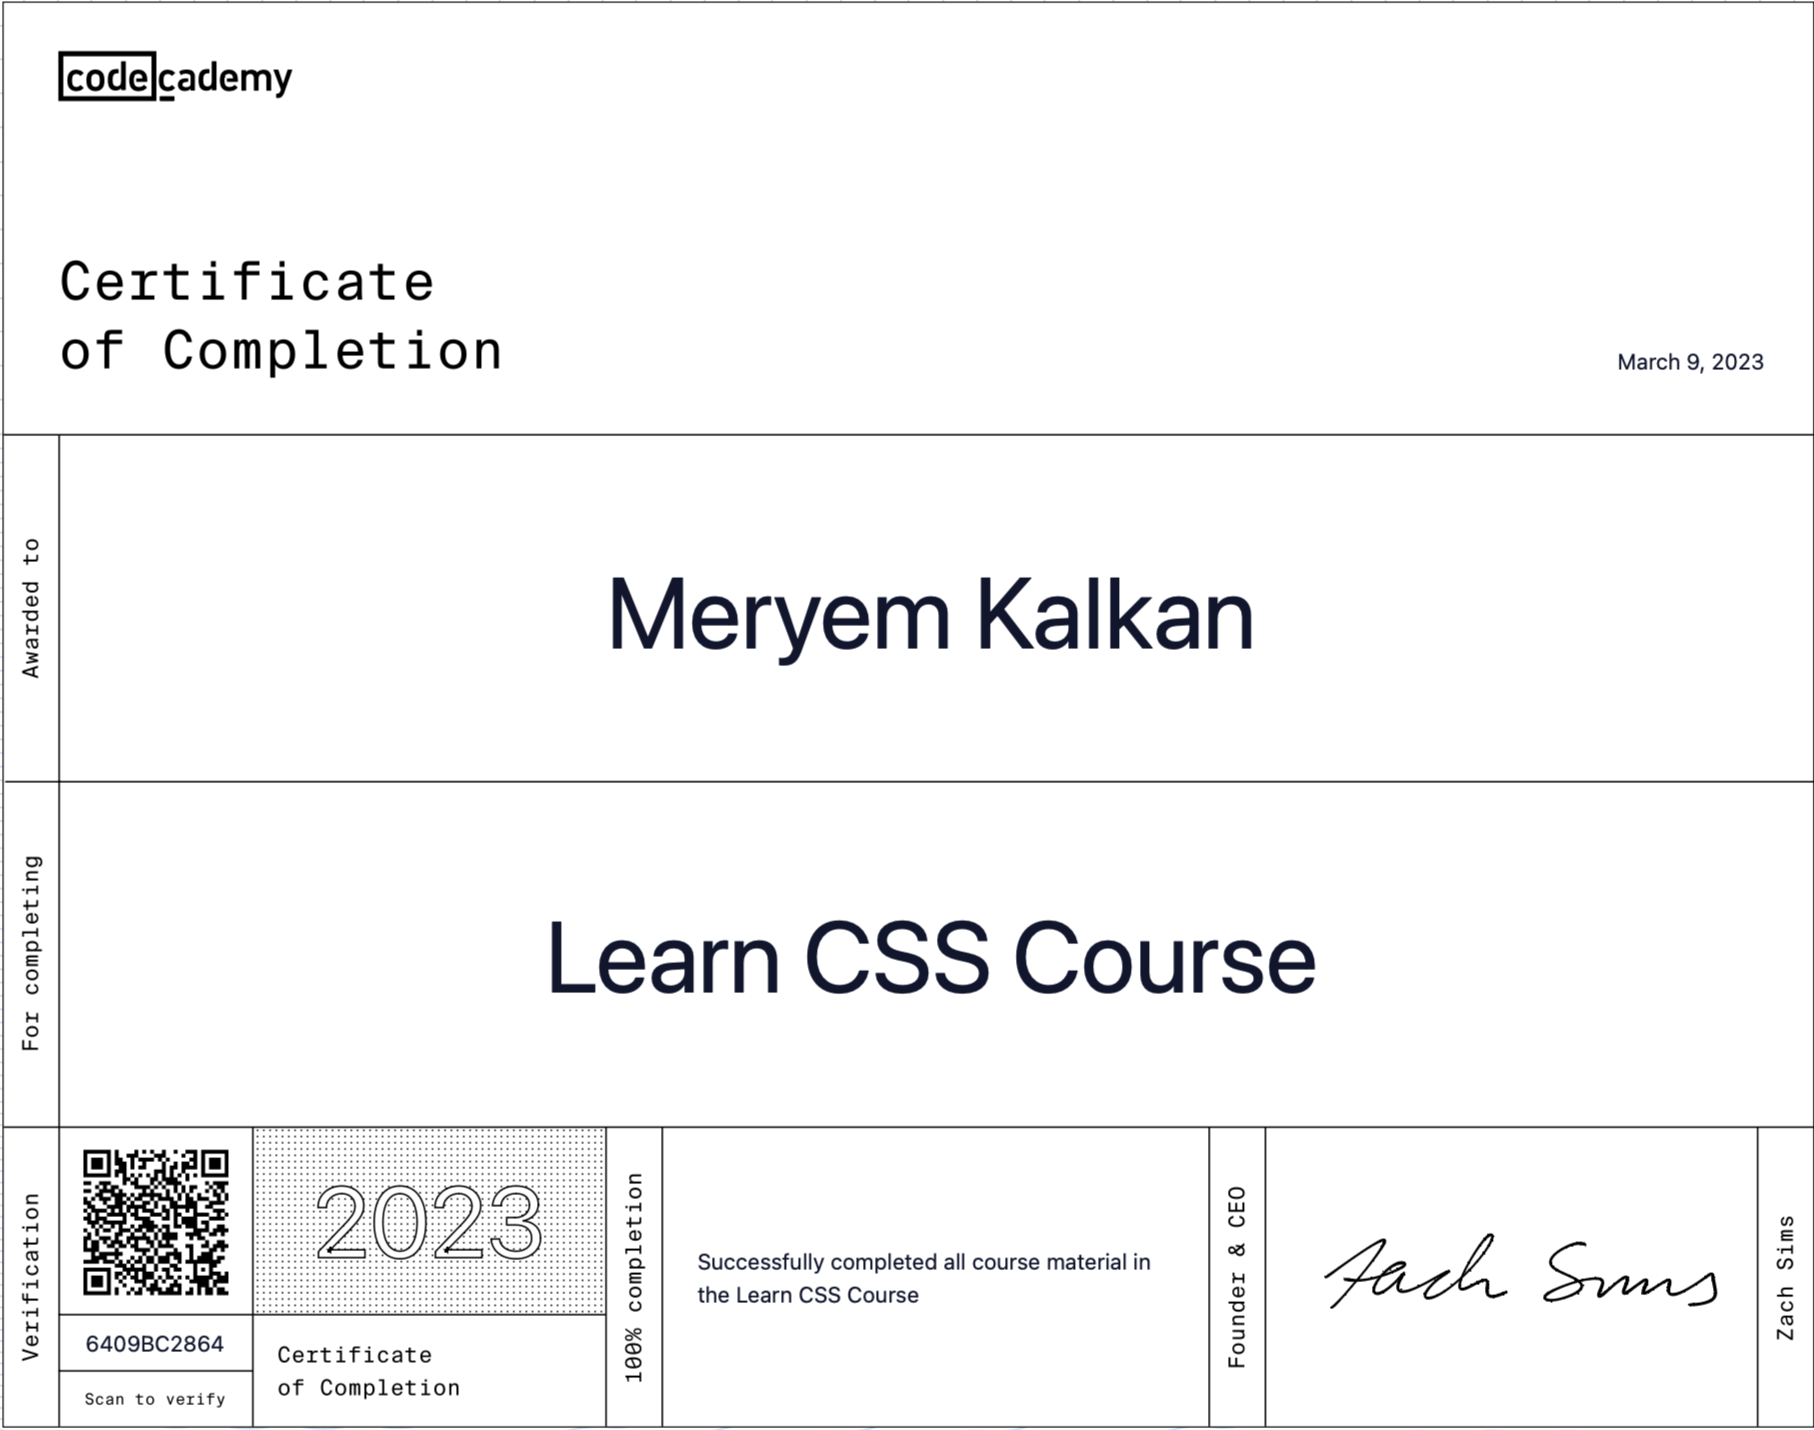 codecademy
Certificate
of Completion
March 9, 2023
Awarded to
Meryem Kalkan
For completing
Learn CSS Course
Verification
6409BC2864
Scan to verify
2023
Certificate
of Completion
100% completion
Successfully completed all course material in
the Learn CSS Course
Founder & CEO
Zach Sims
Zach Sims